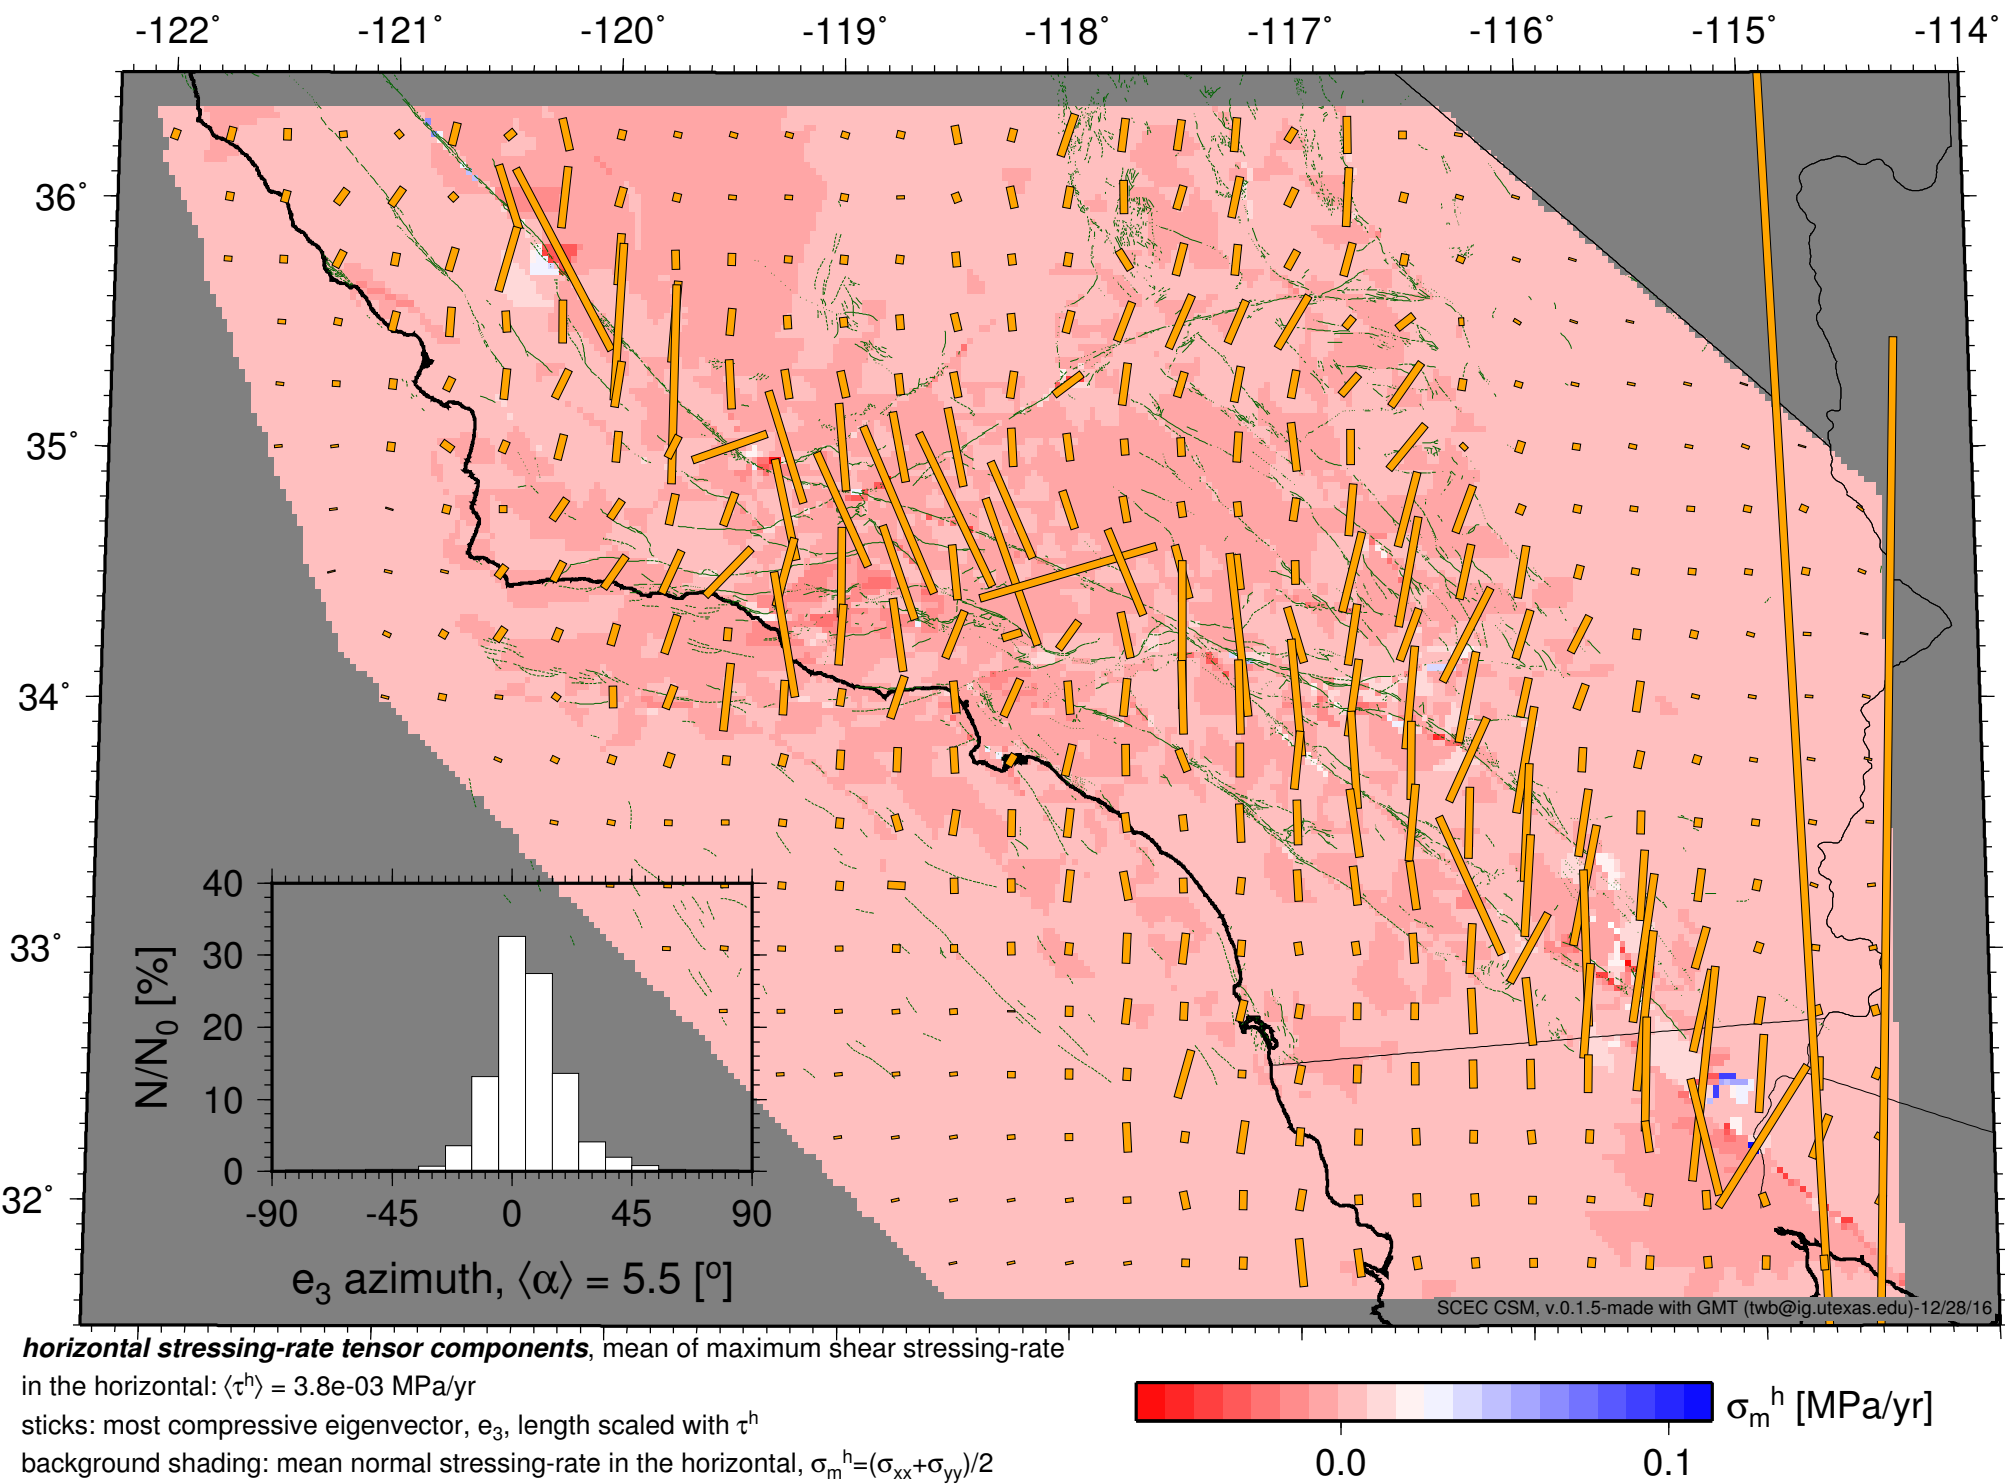 -122˚ -121˚ -120˚ -119˚ -118˚ -117˚ -116˚ -115˚ -114˚
36˚
35˚
34˚
33˚
32˚
N/N0 [%]
40
30
20
10
0
-90 -45 0 45 90
e3 azimuth, ⟨α⟩ = 5.5 [º]
SCEC CSM, v.0.1.5-made with GMT (twb@ig.utexas.edu)-12/28/16
horizontal stressing-rate tensor components, mean of maximum shear stressing-rate
in the horizontal: ⟨τh⟩ = 3.8e-03 MPa/yr
sticks: most compressive eigenvector, e3, length scaled with τh
background shading: mean normal stressing-rate in the horizontal, σmh=(σxx+σyy)/2
σmh [MPa/yr]
0.0 0.1